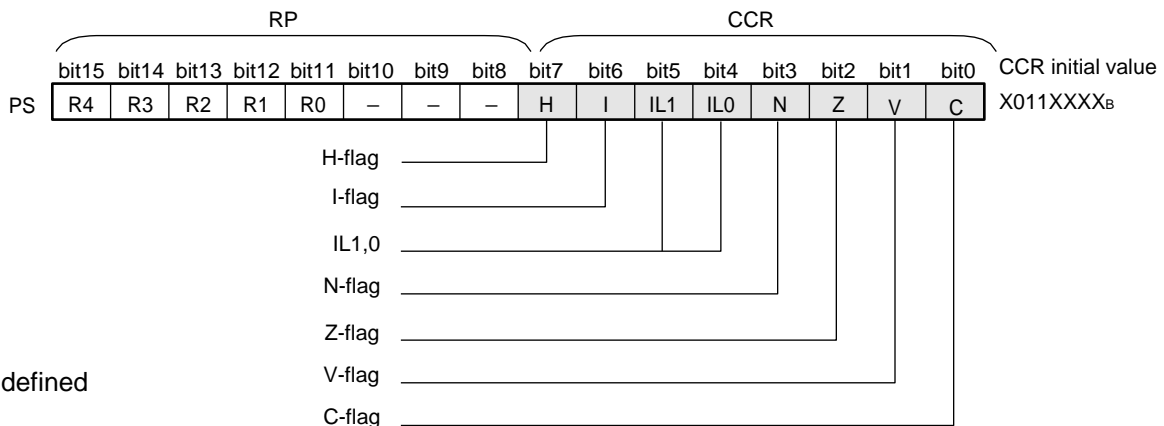 RP CCR
bit15 bit14 bit13 bit12 bit11 bit10 bit9 bit8 bit7 bit6 bit5 bit4 bit3 bit2 bit1 bit0 CCR initial value
PS R4 R3 R2 R1 R0 – – – H I IL1 IL0 N Z V C X011XXXXB
H-flag
I-flag
IL1,0
N-flag
Z-flag
defined V-flag
C-flag